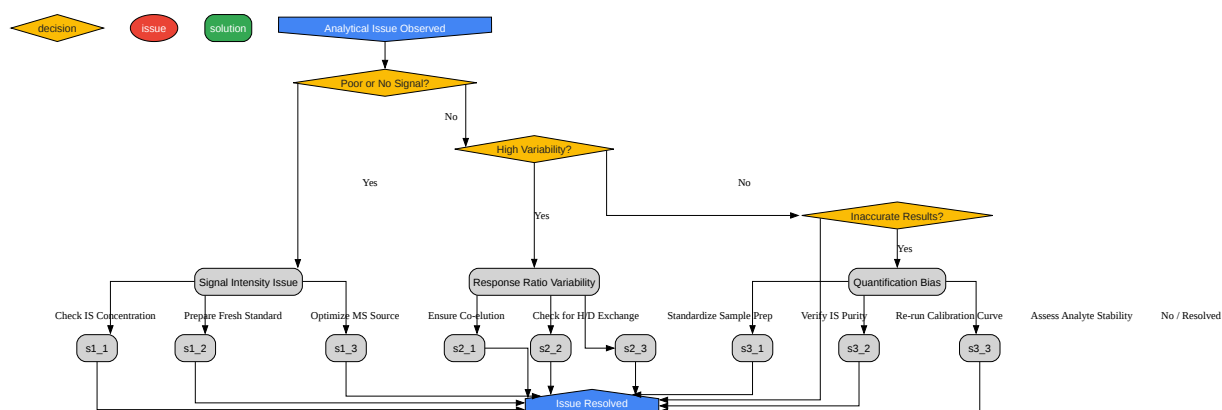 decision
issue
solution
Analytical Issue Observed
Poor or No Signal?
No
High Variability?
Yes
No
Yes
Inaccurate Results?
Yes
Signal Intensity Issue
Response Ratio Variability
Quantification Bias
Check IS Concentration
Prepare Fresh Standard
Optimize MS Source
Ensure Co-elution
Check for H/D Exchange
Standardize Sample Prep
Verify IS Purity
Re-run Calibration Curve
Assess Analyte Stability
No / Resolved
s1_1
s1_2
s1_3
s2_1
s2_2
s2_3
s3_1
s3_2
s3_3
Issue Resolved